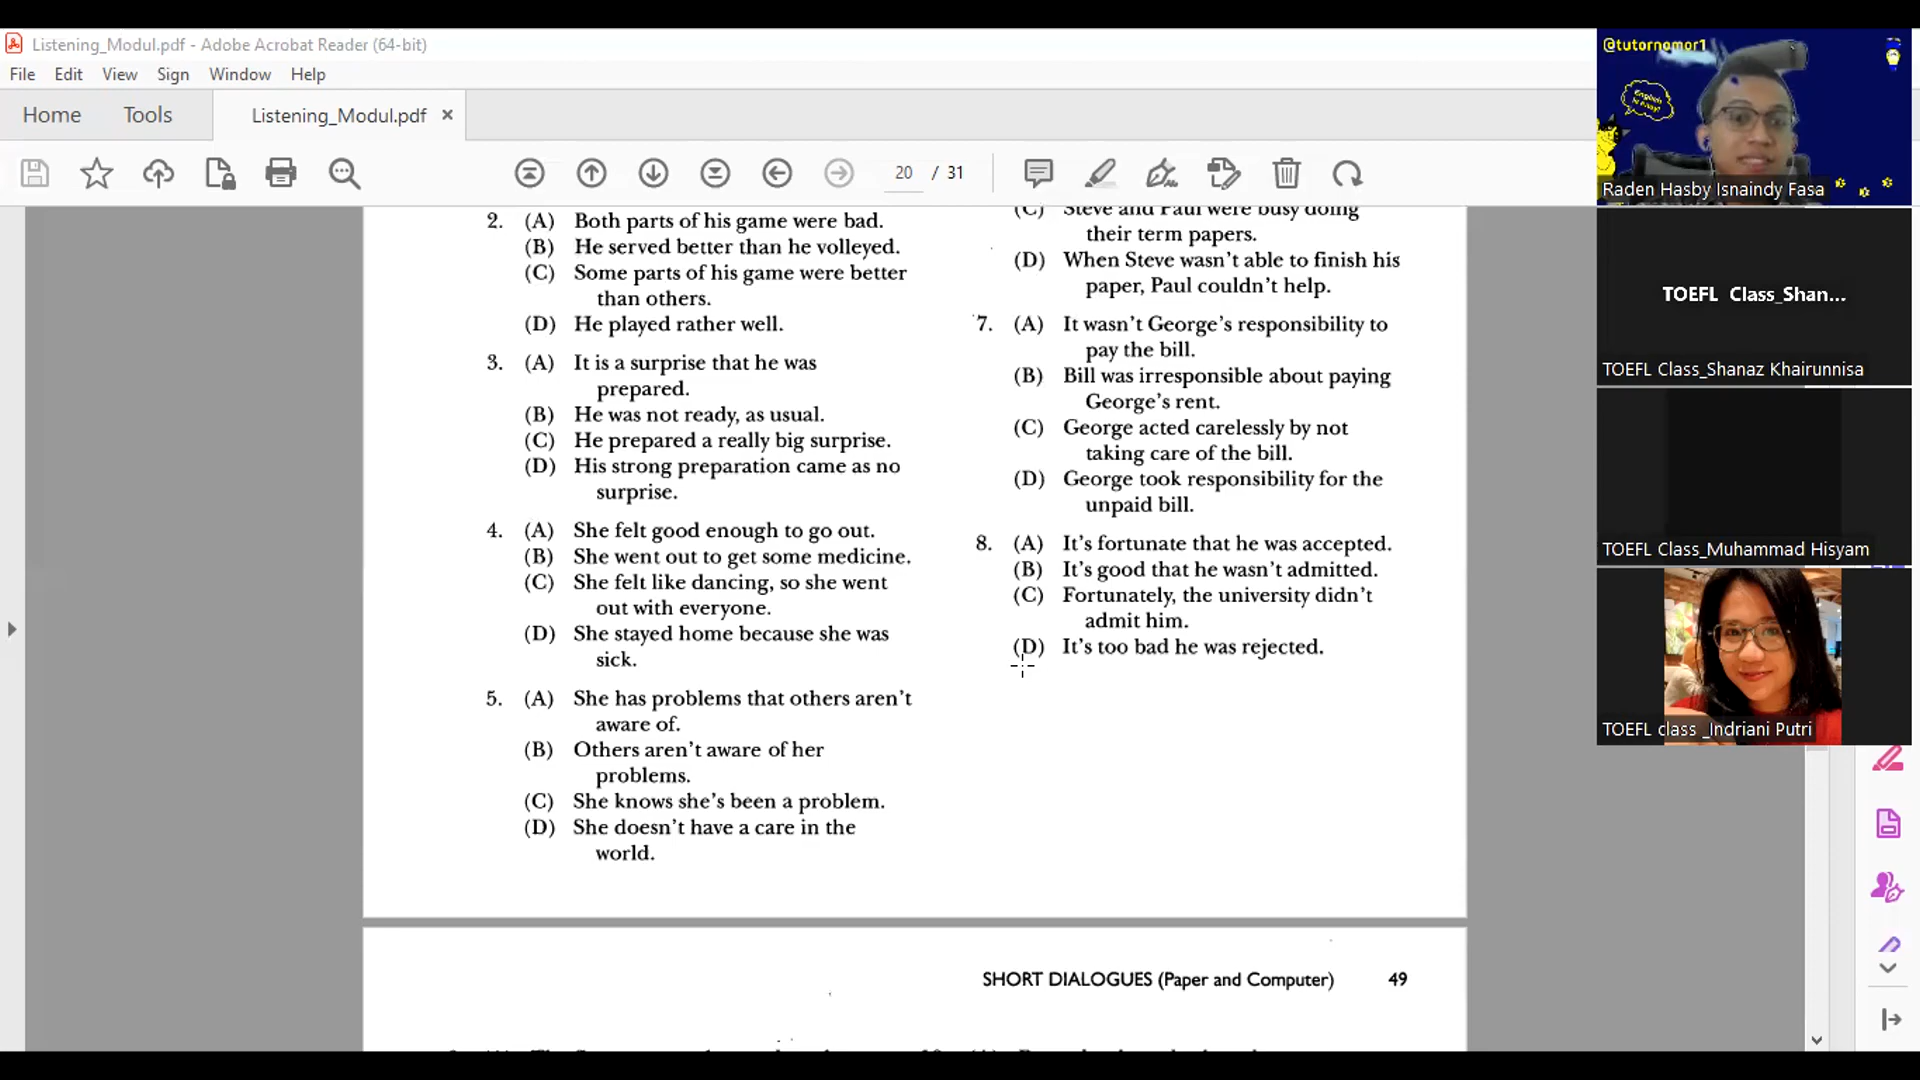 Listening_Modul.pdf - Adobe Acrobat Reader (64-bit)
File Edit View Sign Window Help
Home Tools Listening_Modul.pdf ×
20 / 31
2. (A) Both parts of his game were bad.
(B) He served better than he volleyed.
(C) Some parts of his game were better
than others.
(D) He played rather well.
3. (A) It is a surprise that he was
prepared.
(B) He was not ready, as usual.
(C) He prepared a really big surprise.
(D) His strong preparation came as no
surprise.
4. (A) She felt good enough to go out.
(B) She went out to get some medicine.
(C) She felt like dancing, so she went
out with everyone.
(D) She stayed home because she was
sick.
5. (A) She has problems that others aren't
aware of.
(B) Others aren't aware of her
problems.
(C) She knows she's been a problem.
(D) She doesn't have a care in the
world.
(C) Steve and Paul were busy doing
their term papers.
(D) When Steve wasn't able to finish his
paper, Paul couldn't help.
7. (A) It wasn't George's responsibility to
pay the bill.
(B) Bill was irresponsible about paying
George's rent.
(C) George acted carelessly by not
taking care of the bill.
(D) George took responsibility for the
unpaid bill.
8. (A) It's fortunate that he was accepted.
(B) It's good that he wasn't admitted.
(C) Fortunately, the university didn't
admit him.
(D) It's too bad he was rejected.
SHORT DIALOGUES (Paper and Computer) 49
@tutornomor1
Raden Hasby Isnaindy Fasa
TOEFL Class_Shan...
TOEFL Class_Shanaz Khairunnisa
TOEFL Class_Muhammad Hisyam
TOEFL class _Indriani Putri